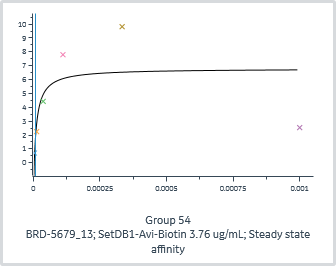 10
9
8
7
6
5
4
3
2
1
0
0 0.00025 0.0005 0.00075 0.001
Group 54
BRD-5679_13; SetDB1-Avi-Biotin 3.76 ug/mL; Steady state
affinity